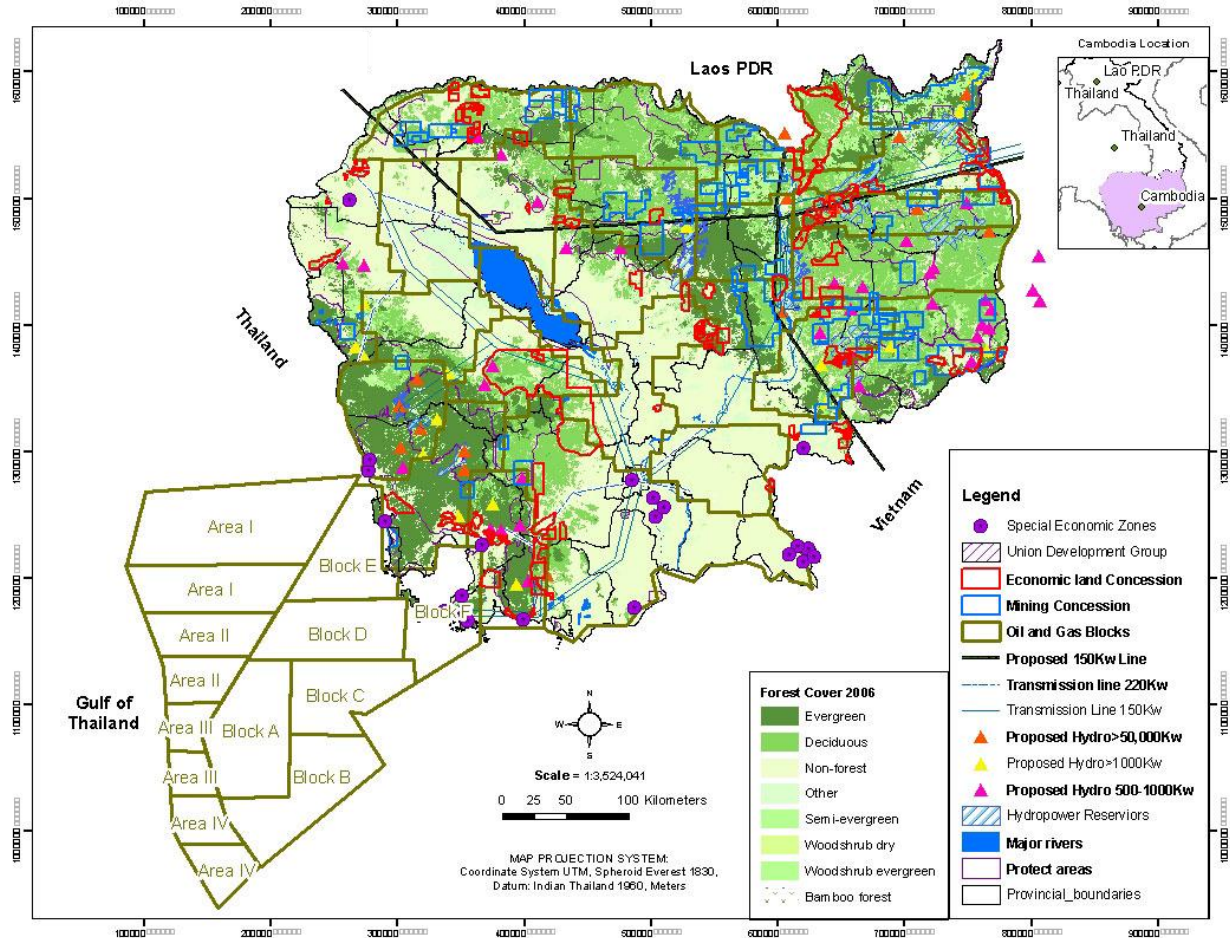 Cambodia Location
Lao PDR
Thailand
Thailand
Cambodia
Laos PDR
Thailand
Vietnam
Gulf of
Thailand
Area I
Block E
Area I
Block F
Area II
Block D
Area II
Block C
Area III
Block A
Area III
Block B
Area IV
Area IV
N
W
E
S
Scale = 1:3,524,041
0 25 50 100 Kilometers
MAP PROJECTION SYSTEM:
Coordinate System UTM, Spheroid Everest 1830,
Datum: Indian Thailand 1960, Meters
Forest Cover 2006
Evergreen
Deciduous
Non-forest
Other
Semi-evergreen
Woodshrub dry
Woodshrub evergreen
Bamboo forest
Legend
Special Economic Zones
Union Development Group
Economic land Concession
Mining Concession
Oil and Gas Blocks
Proposed 150Kw Line
Transmission line 220Kw
Transmission Line 150Kw
Proposed Hydro>50,000Kw
Proposed Hydro>1000Kw
Proposed Hydro 500-1000Kw
Hydropower Reserviors
Major rivers
Protect areas
Provincial_boundaries